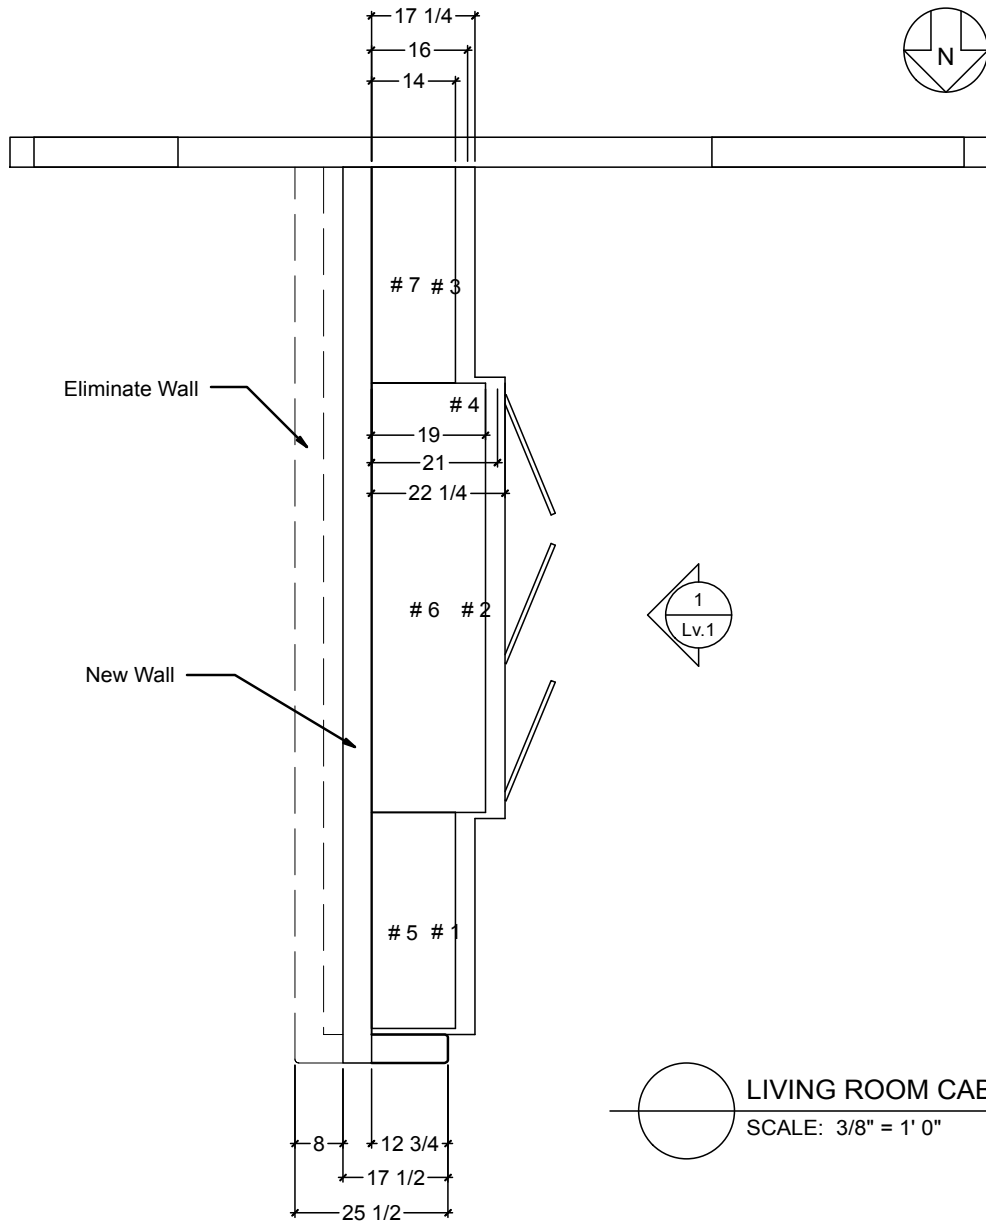 17 1/4
16
14
N
# 7 # 3
Eliminate Wall
# 4
19
21
22 1/4
# 6 # 2
1
Lv.1
New Wall
# 5 # 1
LIVING ROOM CAB
SCALE: 3/8" = 1' 0"
8
12 3/4
17 1/2
25 1/2